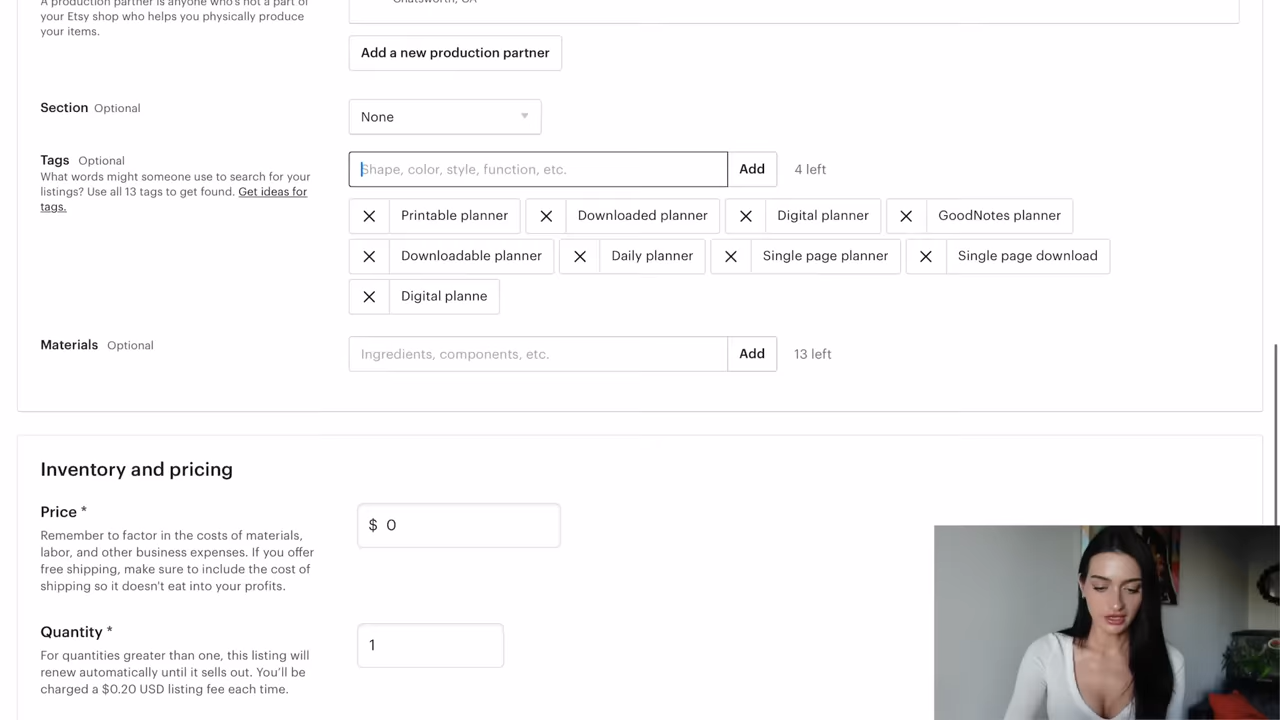 A production partner is anyone who's not a part of
your Etsy shop who helps you physically produce
your items.
Chatsworth, CA
Add a new production partner
Section Optional
None
Tags Optional
What words might someone use to search for your
listings? Use all 13 tags to get found. Get ideas for
tags.
Shape, color, style, function, etc.
Add
4 left
Printable planner
Downloaded planner
Digital planner
GoodNotes planner
Downloadable planner
Daily planner
Single page planner
Single page download
Digital planne
Materials Optional
Ingredients, components, etc.
Add
13 left
Inventory and pricing
Price *
Remember to factor in the costs of materials,
labor, and other business expenses. If you offer
free shipping, make sure to include the cost of
shipping so it doesn't eat into your profits.
$ 0
Quantity *
For quantities greater than one, this listing will
renew automatically until it sells out. You'll be
charged a $0.20 USD listing fee each time.
1